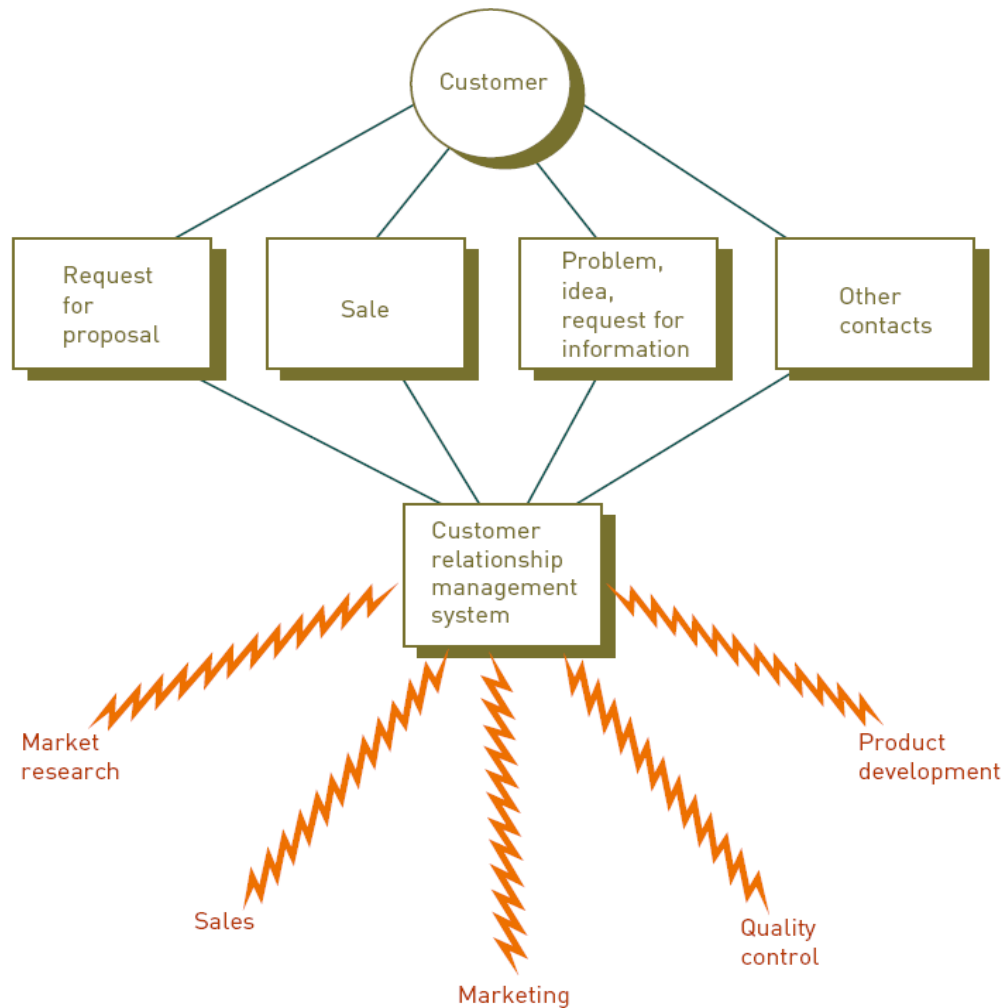 Customer
Request
for
proposal
Sale
Problem,
idea,
request for
information
Other
contacts
Customer
relationship
management
system
Market
research
Sales
Marketing
Quality
control
Product
development